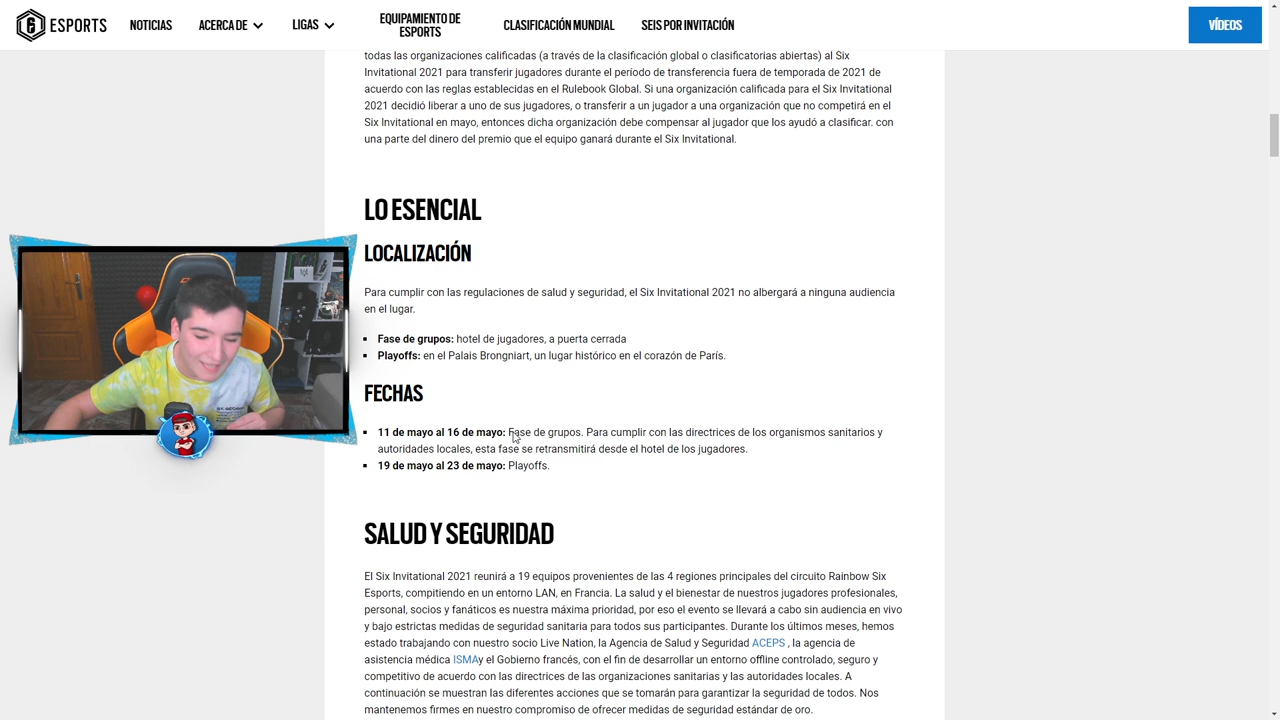 ESPORTS
NOTICIAS
ACERCA DE
LIGAS
EQUIPAMIENTO DE
ESPORTS
CLASIFICACIÓN MUNDIAL
SEIS POR INVITACIÓN
VÍDEOS
todas las organizaciones calificadas (a través de la clasificación global o clasificatorias abiertas) al Six
Invitational 2021 para transferir jugadores durante el período de transferencia fuera de temporada de 2021 de
acuerdo con las reglas establecidas en el Rulebook Global. Si una organización calificada para el Six Invitational
2021 decidió liberar a uno de sus jugadores, o transferir a un jugador a una organización que no competirá en el
Six Invitational en mayo, entonces dicha organización debe compensar al jugador que los ayudó a clasificar. con
una parte del dinero del premio que el equipo ganará durante el Six Invitational.
LO ESENCIAL
LOCALIZACIÓN
Para cumplir con las regulaciones de salud y seguridad, el Six Invitational 2021 no albergará a ninguna audiencia
en el lugar.
Fase de grupos: hotel de jugadores, a puerta cerrada
Playoffs: en el Palais Brongniart, un lugar histórico en el corazón de París.
FECHAS
11 de mayo al 16 de mayo: Fase de grupos. Para cumplir con las directrices de los organismos sanitarios y
autoridades locales, esta fase se retransmitirá desde el hotel de los jugadores.
19 de mayo al 23 de mayo: Playoffs.
SALUD Y SEGURIDAD
El Six Invitational 2021 reunirá a 19 equipos provenientes de las 4 regiones principales del circuito Rainbow Six
Esports, compitiendo en un entorno LAN, en Francia. La salud y el bienestar de nuestros jugadores profesionales,
personal, socios y fanáticos es nuestra máxima prioridad, por eso el evento se llevará a cabo sin audiencia en vivo
y bajo estrictas medidas de seguridad sanitaria para todos sus participantes. Durante los últimos meses, hemos
estado trabajando con nuestro socio Live Nation, la Agencia de Salud y Seguridad ACEPS , la agencia de
asistencia médica ISMAy el Gobierno francés, con el fin de desarrollar un entorno offline controlado, seguro y
competitivo de acuerdo con las directrices de las organizaciones sanitarias y las autoridades locales. A
continuación se muestran las diferentes acciones que se tomarán para garantizar la seguridad de todos. Nos
mantenemos firmes en nuestro compromiso de ofrecer medidas de seguridad estándar de oro.